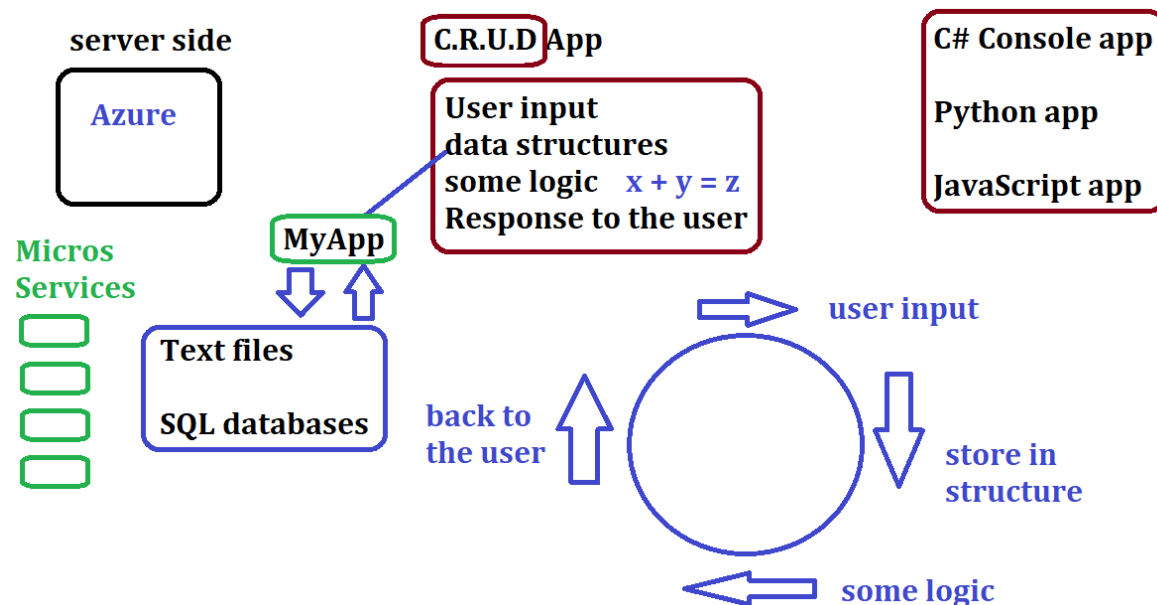 server side
Azure
C.R.U.D App
User input
data structures
some logic x + y = z
Response to the user
C# Console app
Python app
JavaScript app
MyApp
Micros
Services
Text files
SQL databases
user input
store in
structure
some logic
back to
the user